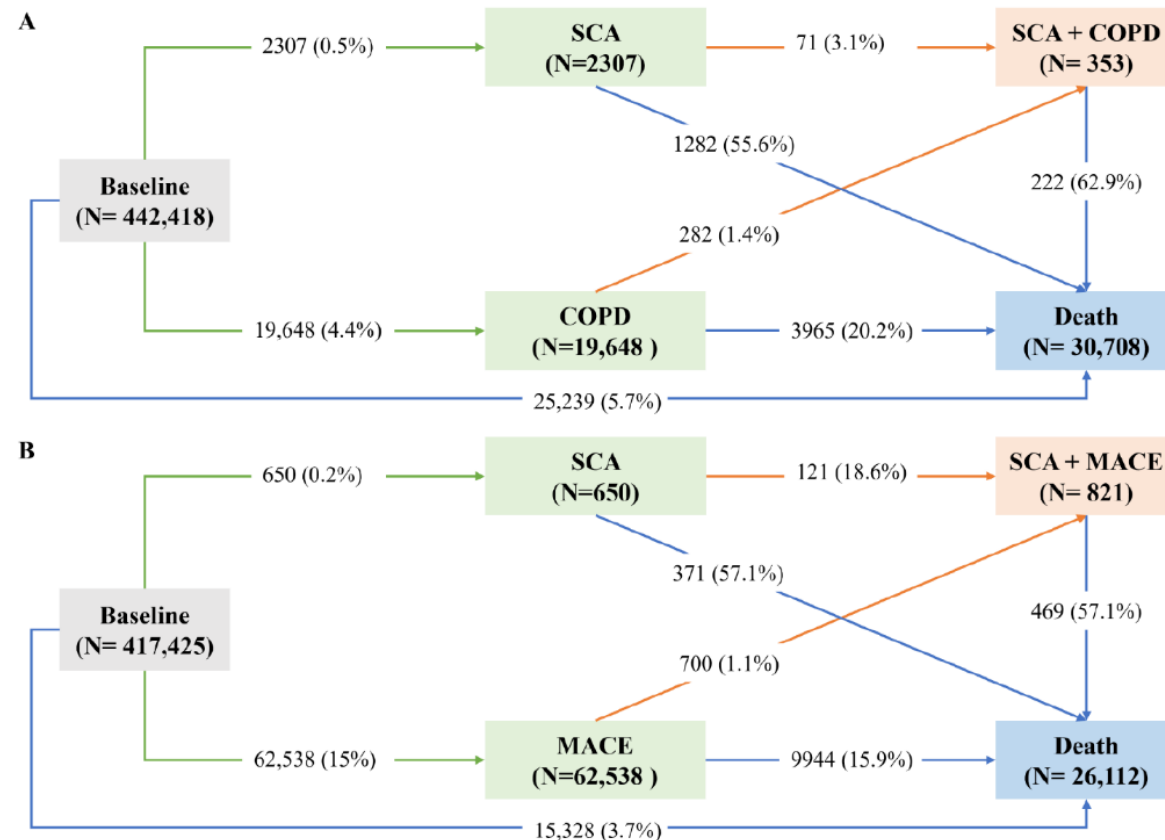 A
2307 (0.5%)
SCA
(N=2307)
71 (3.1%)
SCA + COPD
(N= 353)
1282 (55.6%)
Baseline
(N= 442,418)
222 (62.9%)
282 (1.4%)
19,648 (4.4%)
COPD
(N=19,648 )
3965 (20.2%)
Death
(N= 30,708)
25,239 (5.7%)
B
650 (0.2%)
SCA
(N=650)
121 (18.6%)
SCA + MACE
(N= 821)
371 (57.1%)
Baseline
(N= 417,425)
469 (57.1%)
700 (1.1%)
62,538 (15%)
MACE
(N=62,538 )
9944 (15.9%)
Death
(N= 26,112)
15,328 (3.7%)